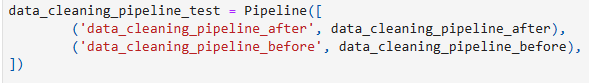 data_cleaning_pipeline_test = Pipeline([
        ('data_cleaning_pipeline_after', data_cleaning_pipeline_after),
        ('data_cleaning_pipeline_before', data_cleaning_pipeline_before),
])